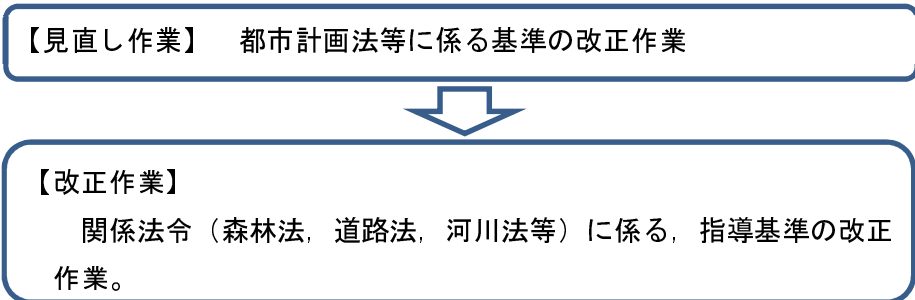 【見直し作業】　都市計画法等に係る基準の改正作業
【改正作業】
関係法令（森林法，道路法，河川法等）に係る，指導基準の改正
作業。